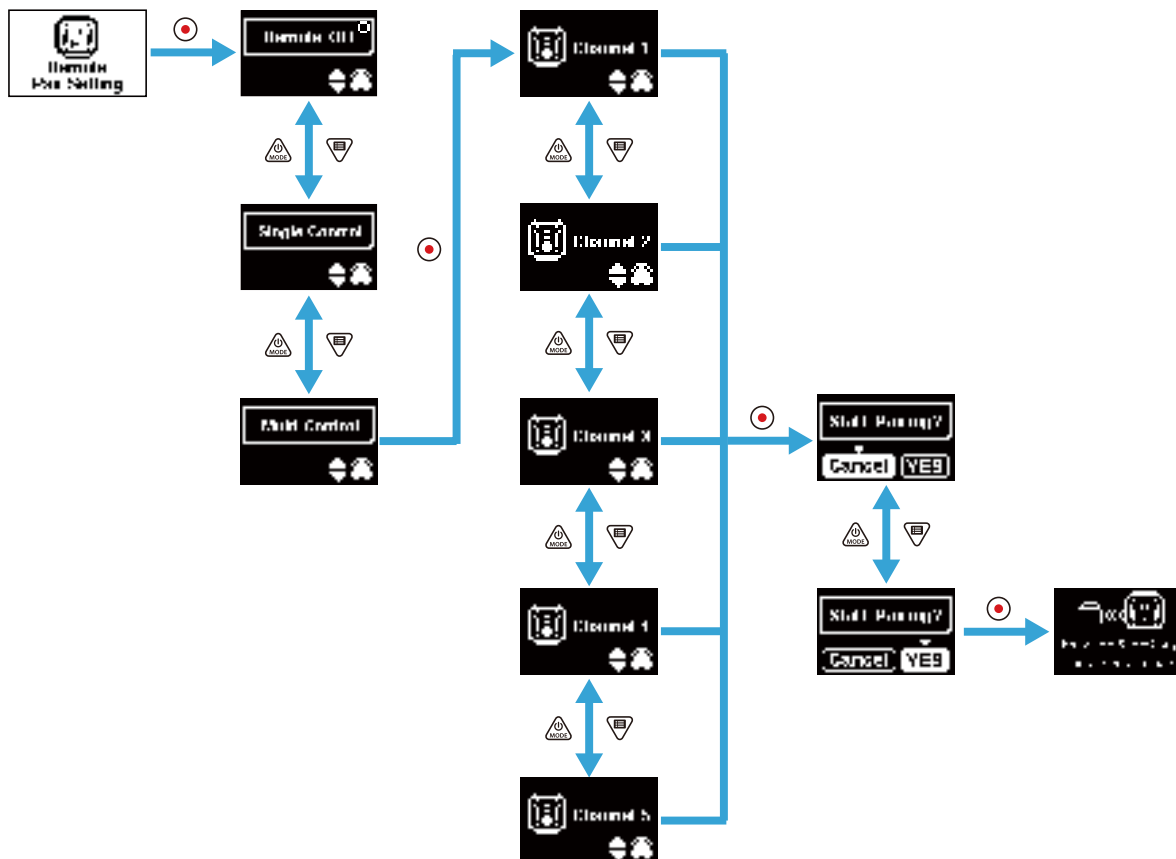 Remote
Pair Setting
Remote Off
MODE
Single Control
MODE
Multi Control
Channel 1
MODE
Channel 2
MODE
Channel 3
MODE
Channel 4
MODE
Channel 5
Start Pairing?
Cancel YES
MODE
Start Pairing?
Cancel YES